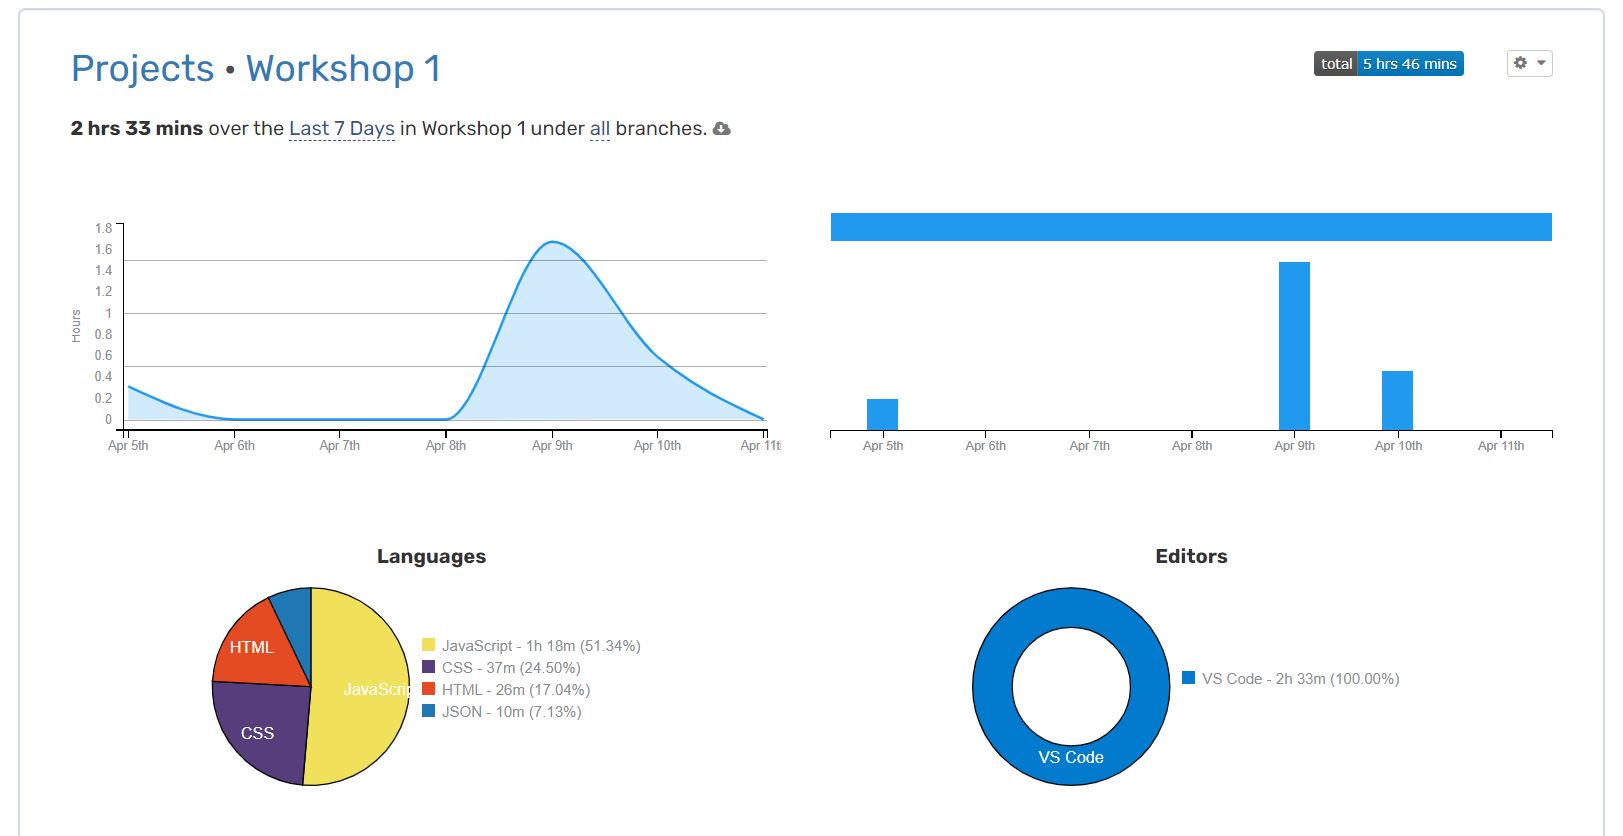 Projects • Workshop 1
total 5 hrs 46 mins
2 hrs 33 mins over the Last 7 Days in Workshop 1 under all branches.
Hours
1.8
1.6
1.4
1.2
1
0.8
0.6
0.4
0.2
0
Apr 5th Apr 6th Apr 7th Apr 8th Apr 9th Apr 10th Apr 11t
Apr 5th Apr 6th Apr 7th Apr 8th Apr 9th Apr 10th Apr 11th
Languages
HTML
JavaScrip
CSS
JavaScript - 1h 18m (51.34%)
CSS - 37m (24.50%)
HTML - 26m (17.04%)
JSON - 10m (7.13%)
Editors
VS Code
VS Code - 2h 33m (100.00%)